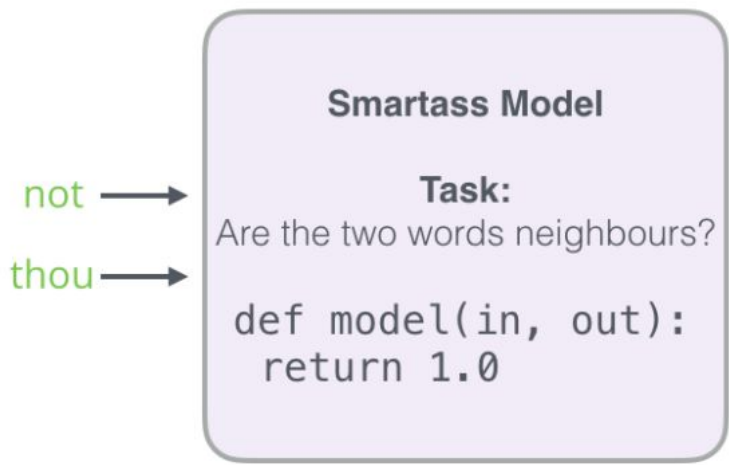 Smartass Model
not
Task:
Are the two words neighbours?
thou
def model(in, out):
return 1.0